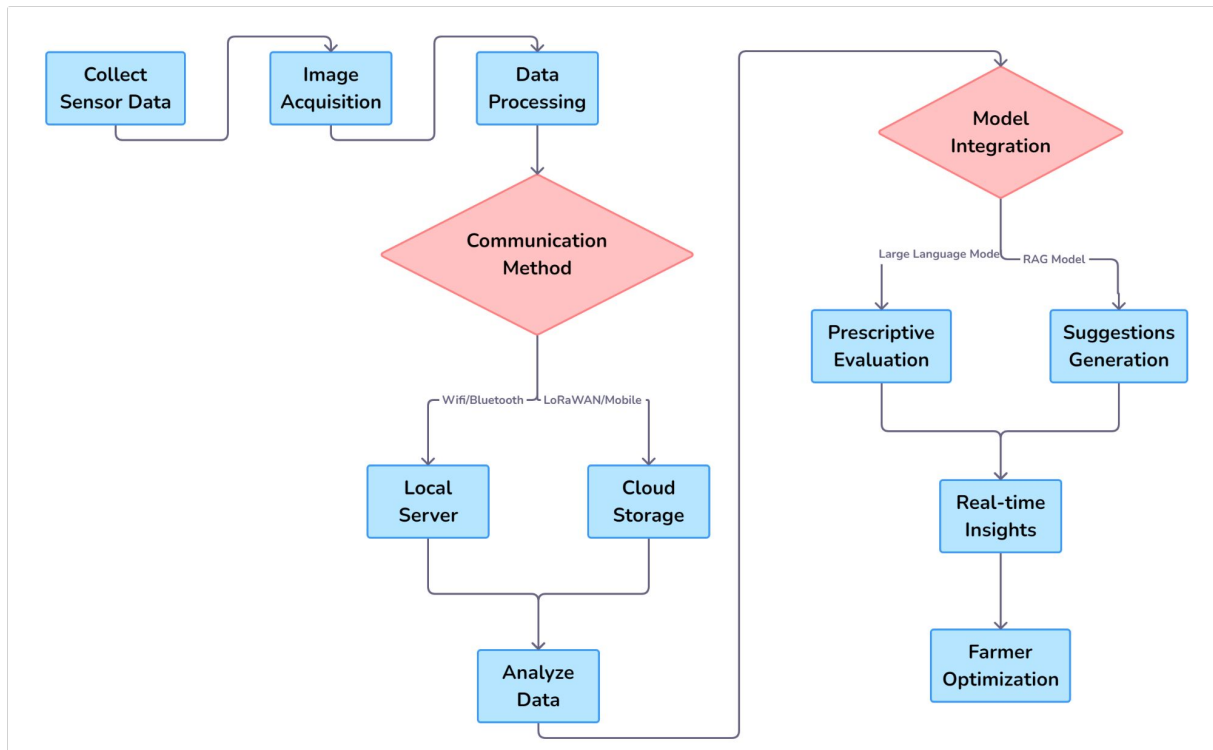 Collect
Sensor Data
Image
Acquisition
Data
Processing
Communication
Method
Wifi/Bluetooth
LoRaWAN/Mobile
Local
Server
Cloud
Storage
Analyze
Data
Model
Integration
Large Language Model
RAG Model
Prescriptive
Evaluation
Suggestions
Generation
Real-time
Insights
Farmer
Optimization